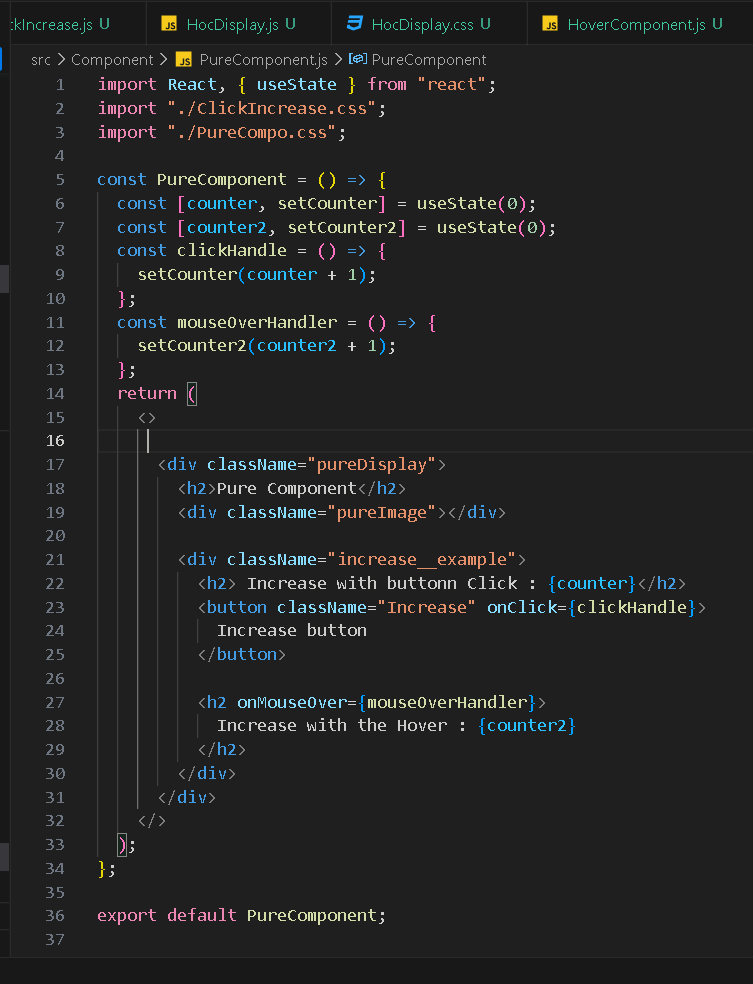 ckIncrease.js U JS HocDisplay.js U HocDisplay.css U JS HoverComponent.js U
src > Component > JS PureComponent.js > PureComponent
1 import React, { useState } from "react";
2 import "./ClickIncrease.css";
3 import "./PureCompo.css";
4
5 const PureComponent = () => {
6 const [counter, setCounter] = useState(0);
7 const [counter2, setCounter2] = useState(0);
8 const clickHandle = () => {
9 setCounter(counter + 1);
10 };
11 const mouseOverHandler = () => {
12 setCounter2(counter2 + 1);
13 };
14 return (
15 <>
16
17 <div className="pureDisplay">
18 <h2>Pure Component</h2>
19 <div className="pureImage"></div>
20
21 <div className="increase__example">
22 <h2> Increase with buttonn Click : {counter}</h2>
23 <button className="Increase" onClick={clickHandle}>
24 Increase button
25 </button>
26
27 <h2 onMouseOver={mouseOverHandler}>
28 Increase with the Hover : {counter2}
29 </h2>
30 </div>
31 </div>
32 </>
33 );
34 };
35
36 export default PureComponent;
37